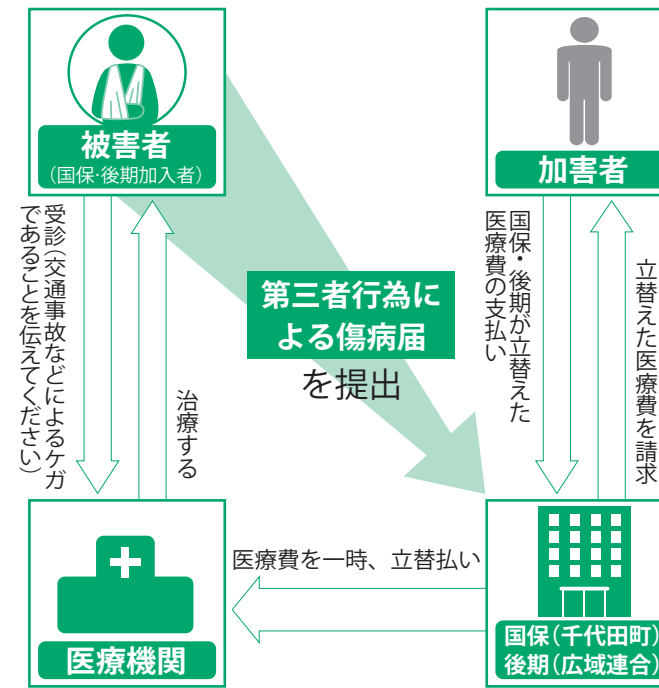 被害者
(国保・後期加入者)
加害者
受診(交通事故などによるケガ
であることを伝えてください)
治療する
第三者行為に
よる傷病届
を提出
国保・後期が立替えた
医療費の支払い
立替えた医療費を請求
医療費を一時、立替払い
医療機関
国保(千代田町)
後期(広域連合)